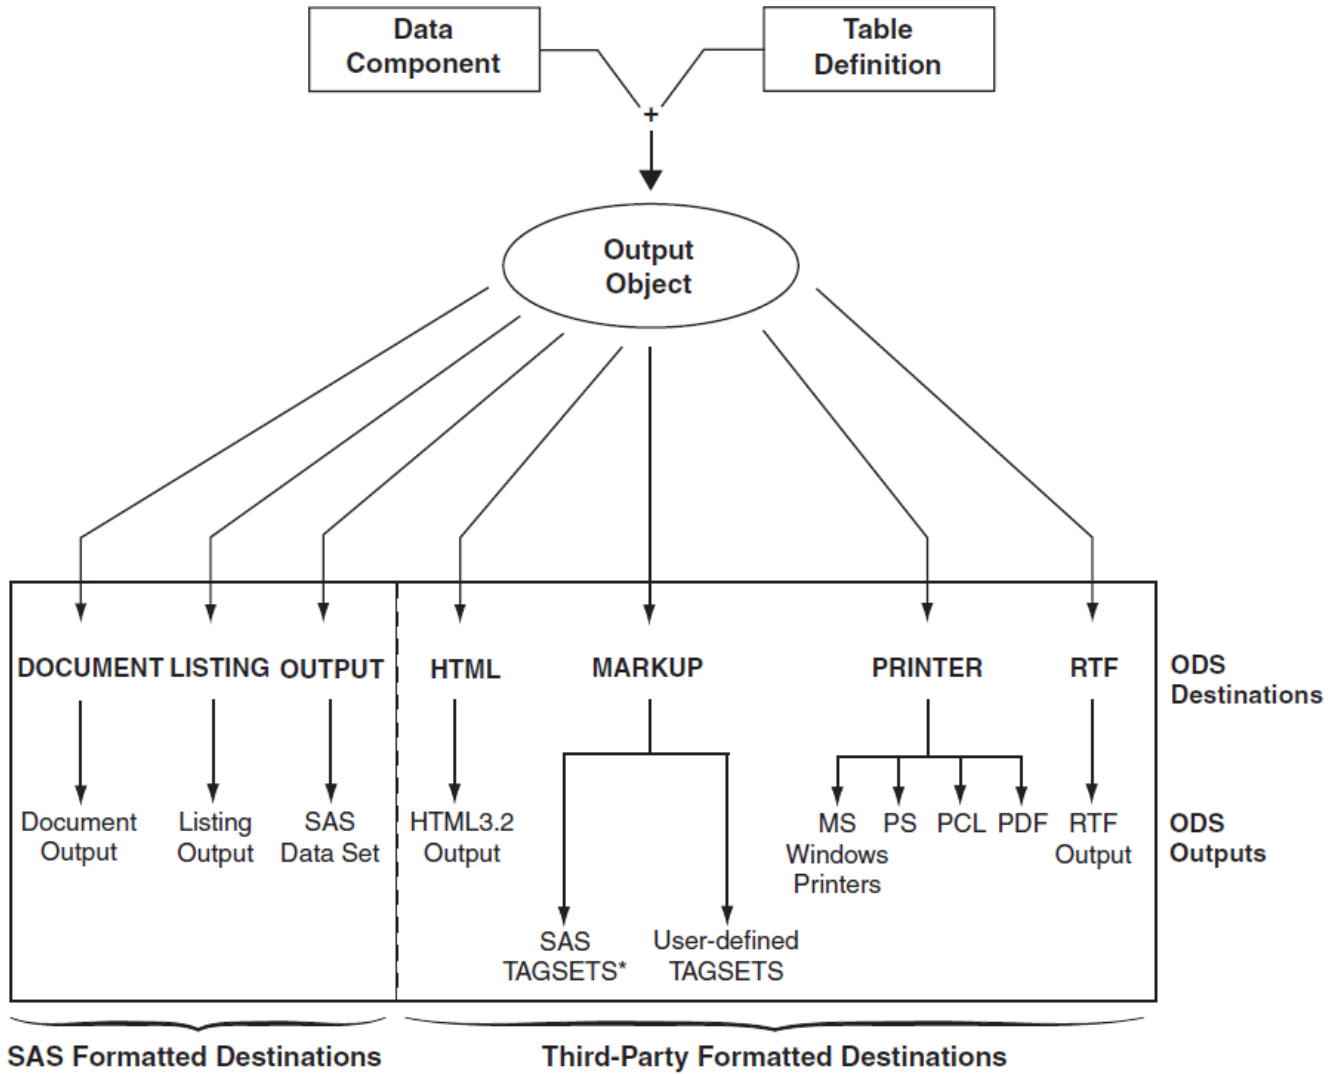 Data
Component
Table
Definition
+
Output
Object
DOCUMENT LISTING OUTPUT HTML MARKUP PRINTER RTF
ODS
Destinations
Document
Output
Listing
Output
SAS
Data Set
HTML3.2
Output
SAS
TAGSETS*
User-defined
TAGSETS
MS
Windows
Printers
PS
PCL
PDF
RTF
Output
ODS
Outputs
SAS Formatted Destinations
Third-Party Formatted Destinations